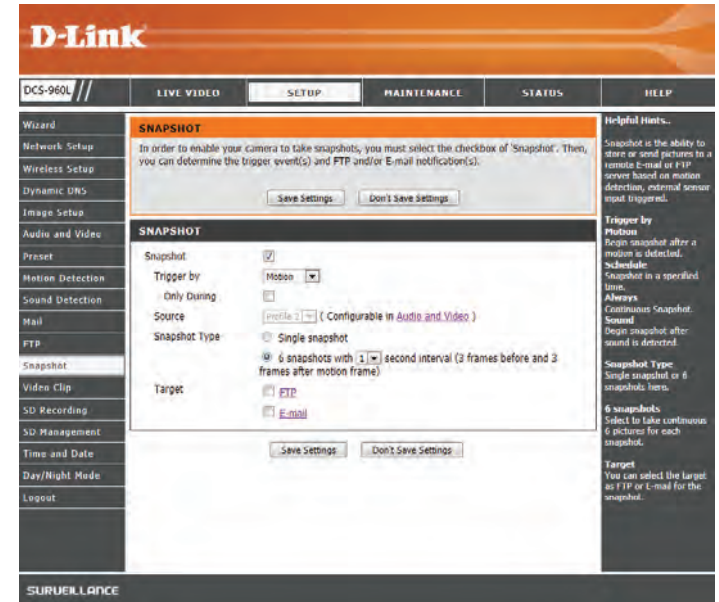 D-Link
DCS-960L //
LIVE VIDEO
SETUP
MAINTENANCE
STATUS
HELP
Wizard
Network Setup
Wireless Setup
Dynamic DNS
Image Setup
Audio and Video
Preset
Motion Detection
Sound Detection
Mail
FTP
Snapshot
Video Clip
SD Recording
SD Management
Time and Date
Day/Night Mode
Logout
SNAPSHOT
In order to enable your camera to take snapshots, you must select the checkbox of 'Snapshot'. Then,
you can determine the trigger event(s) and FTP and/or E-mail notification(s).
Save Settings Don't Save Settings
SNAPSHOT
Snapshot
Trigger by Motion
Only During
Source Profile 2 ( Configurable in Audio and Video )
Snapshot Type Single snapshot
6 snapshots with 1 second interval (3 frames before and 3
frames after motion frame)
Target FTP
E-mail
Save Settings Don't Save Settings
Helpful Hints..
Snapshot is the ability to
store or send pictures to a
remote E-mail or FTP
server based on motion
detection, external sensor
input triggered.
Trigger by
Motion
Begin snapshot after a
motion is detected.
Schedule
Snapshot in a specified
time.
Always
Continuous Snapshot.
Sound
Begin snapshot after
sound is detected.
Snapshot Type
Single snapshot or 6
snapshots here.
6 snapshots
Select to take continuous
6 pictures for each
snapshot.
Target
You can select the target
as FTP or E-mail for the
snapshot.
SURVEILLANCE